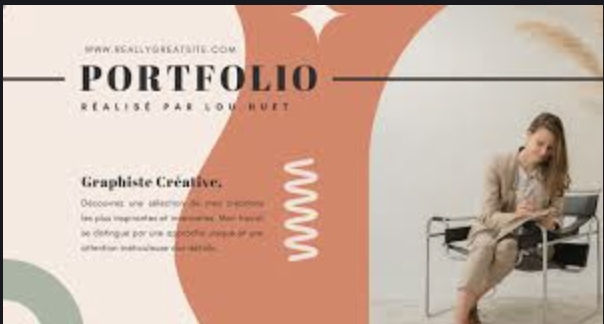 WWW.REALLYGREATSITE.COM
PORTFOLIO
RÉALISÉ PAR LOU HUET
Graphiste Créative.
Découvrez une sélection de mes créations
les plus inspirantes et innovantes. Mon travail
se distingue par une approche unique et une
attention méticuleuse aux détails.